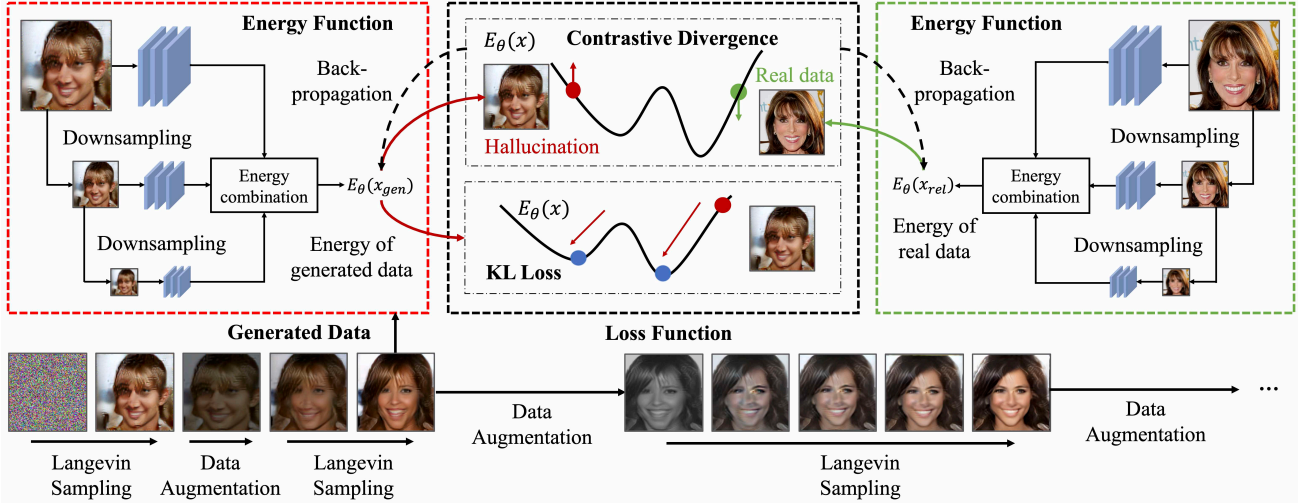 Energy Function
Back-
propagation
Downsampling
Energy
combination
E_θ(x_gen)
Downsampling
Energy of
generated data
E_θ(x)
Contrastive Divergence
Real data
Hallucination
E_θ(x)
KL Loss
Energy Function
Back-
propagation
Downsampling
E_θ(x_rel)
Energy
combination
Energy of
real data
Downsampling
Generated Data
Loss Function
Langevin
Sampling
Data
Augmentation
Langevin
Sampling
Data
Augmentation
Langevin
Sampling
Data
Augmentation
...